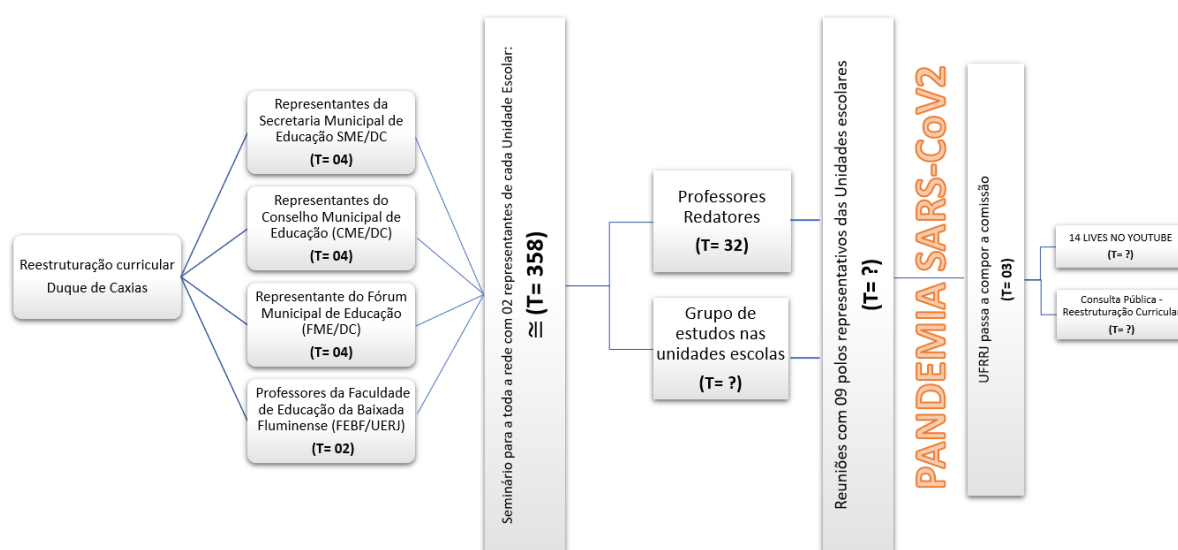 Reestruturação curricular
Duque de Caxias
Representantes da
Secretaria Municipal de
Educação SME/DC
(T= 04)
Representantes do
Conselho Municipal de
Educação (CME/DC)
(T= 04)
Representante do Fórum
Municipal de Educação
(FME/DC)
(T= 04)
Professores da Faculdade
de Educação da Baixada
Fluminense (FEBF/UERJ)
(T= 02)
Seminário para a toda a rede com 02 representantes de cada Unidade Escolar:
≅ (T= 358)
Professores
Redatores
(T= 32)
Grupo de
estudos nas
unidades escolas
(T= ?)
Reuniões com 09 polos representativos das Unidades escolares
(T= ?)
PANDEMIA SARS-CoV2
UFRRJ passa a compor a comissão
(T= 03)
14 LIVES NO YOUTUBE
(T= ?)
Consulta Pública -
Reestruturação Curricular
(T= ?)